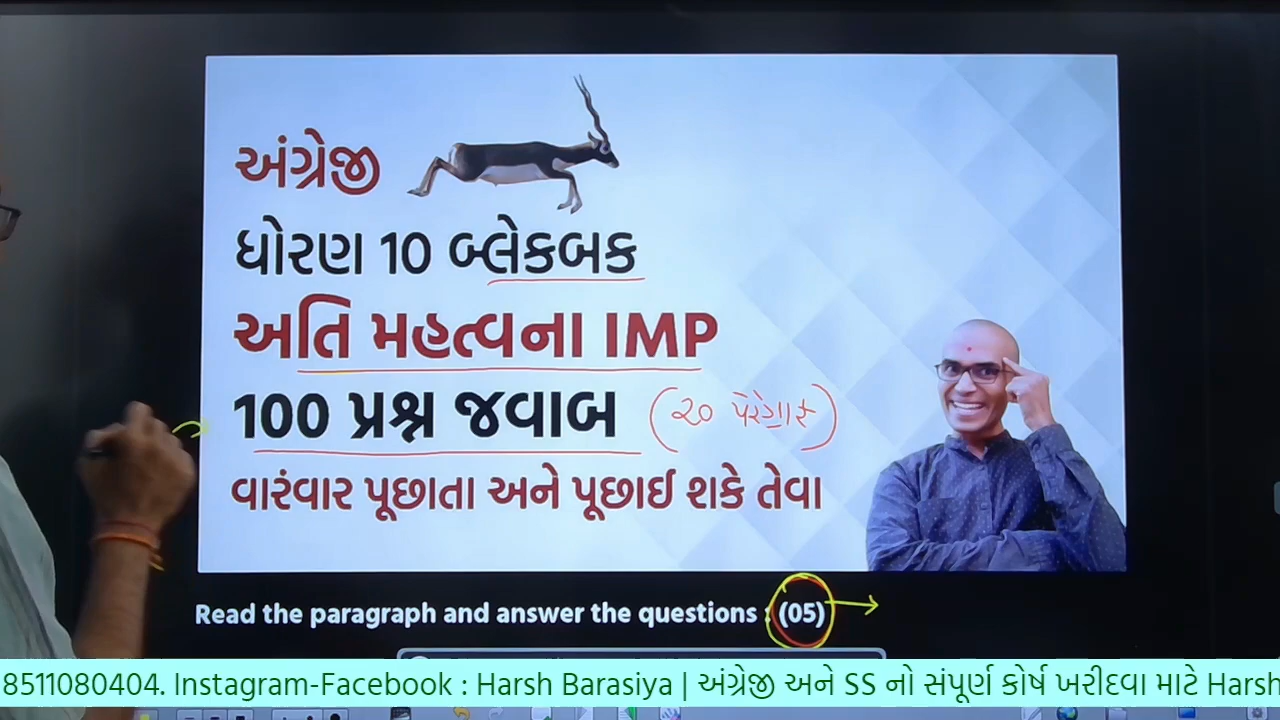 અંગ્રેજી
ધોરણ 10 બ્લેકબક
અતિ મહત્વના IMP
100 પ્રશ્ન જવાબ (૨૦ પેરેગ્રાફ)
વારંવાર પૂછાતા અને પૂછાઈ શકે તેવા
Read the paragraph and answer the questions : (05)
8511080404. Instagram-Facebook : Harsh Barasiya | અંગ્રેજી અને SS નો સંપૂર્ણ કોર્ષ ખરીદવા માટે Harsh